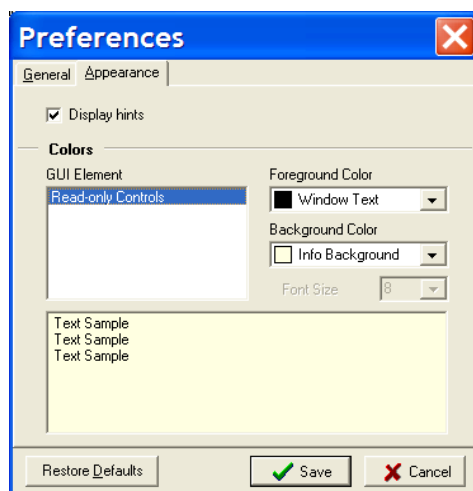 Preferences
General Appearance
Display hints
Colors
GUI Element
Read-only Controls
Foreground Color
Window Text
Background Color
Info Background
Font Size 8
Text Sample
Text Sample
Text Sample
Restore Defaults Save Cancel